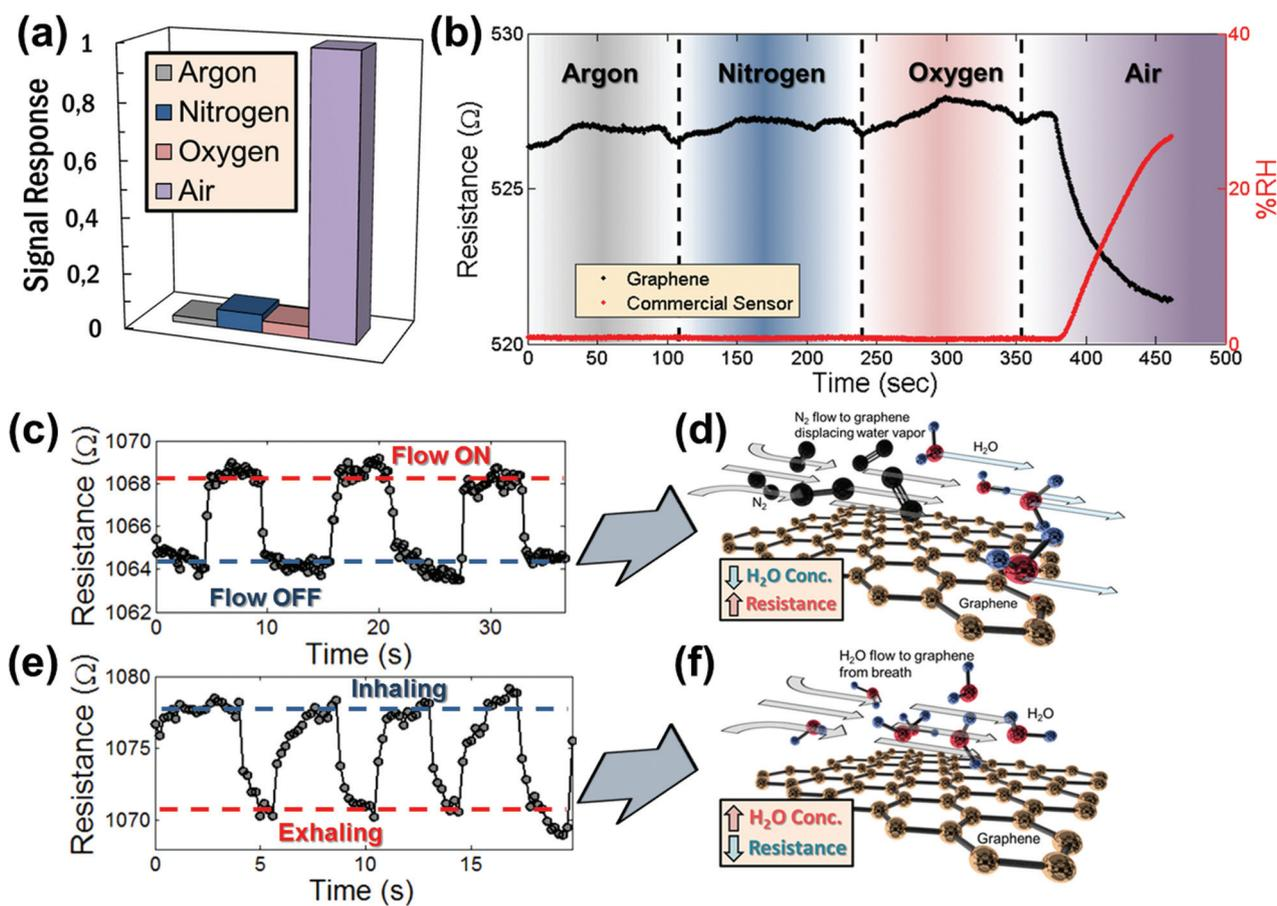 (a)
Signal Response
1
0,8
0,6
0,4
0,2
0
Argon
Nitrogen
Oxygen
Air
(b)
Resistance (Ω)
530
525
520
Argon
Nitrogen
Oxygen
Air
Graphene
Commercial Sensor
40
20
0
%RH
0 50 100 150 200 250 300 350 400 450 500
Time (sec)
(c)
Resistance (Ω)
1070
1068
1066
1064
1062
Flow ON
Flow OFF
0 10 20 30
Time (s)
(d)
N₂ flow to graphene
displacing water vapor
H₂O
N₂
H₂O Conc.
Resistance
Graphene
(e)
Resistance (Ω)
1080
1075
1070
Inhaling
Exhaling
5 10 15
Time (s)
(f)
H₂O flow to graphene
from breath
H₂O
H₂O Conc.
Resistance
Graphene